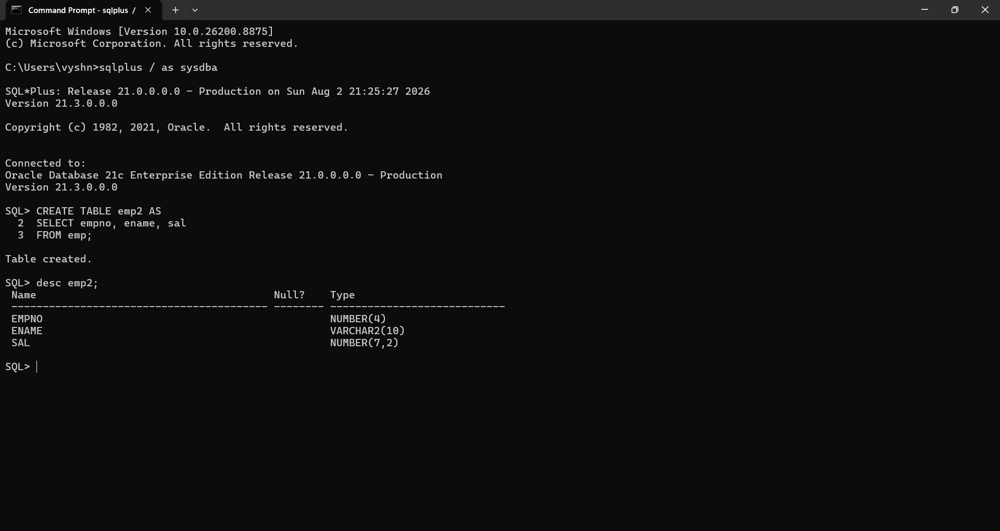 Command Prompt - sqlplus /
Microsoft Windows [Version 10.0.26200.8875]
(c) Microsoft Corporation. All rights reserved.
C:\Users\vyshn>sqlplus / as sysdba
SQL*Plus: Release 21.0.0.0.0 - Production on Sun Aug 2 21:25:27 2026
Version 21.3.0.0.0
Copyright (c) 1982, 2021, Oracle.  All rights reserved.
Connected to:
Oracle Database 21c Enterprise Edition Release 21.0.0.0.0 - Production
Version 21.3.0.0.0
SQL> CREATE TABLE emp2 AS
  2  SELECT empno, ename, sal
  3  FROM emp;
Table created.
SQL> desc emp2;
 Name                                      Null?    Type
 ----------------------------------------- -------- ----------------------------
 EMPNO                                              NUMBER(4)
 ENAME                                              VARCHAR2(10)
 SAL                                                NUMBER(7,2)
SQL>